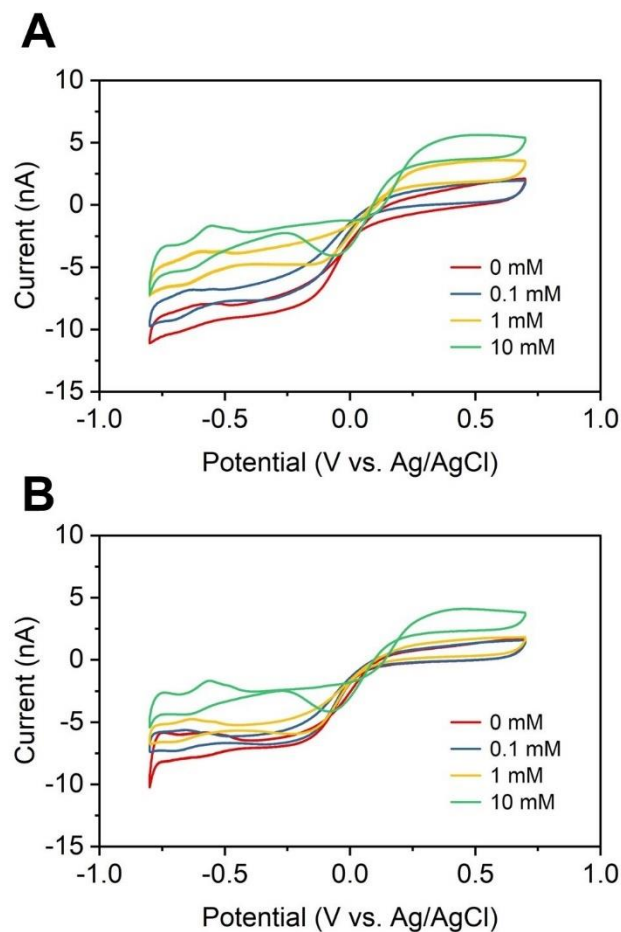 A
10
5
0
-5
-10
-15
Current (nA)
0 mM
0.1 mM
1 mM
10 mM
-1.0 -0.5 0.0 0.5 1.0
Potential (V vs. Ag/AgCl)
B
10
5
0
-5
-10
-15
Current (nA)
0 mM
0.1 mM
1 mM
10 mM
-1.0 -0.5 0.0 0.5 1.0
Potential (V vs. Ag/AgCl)